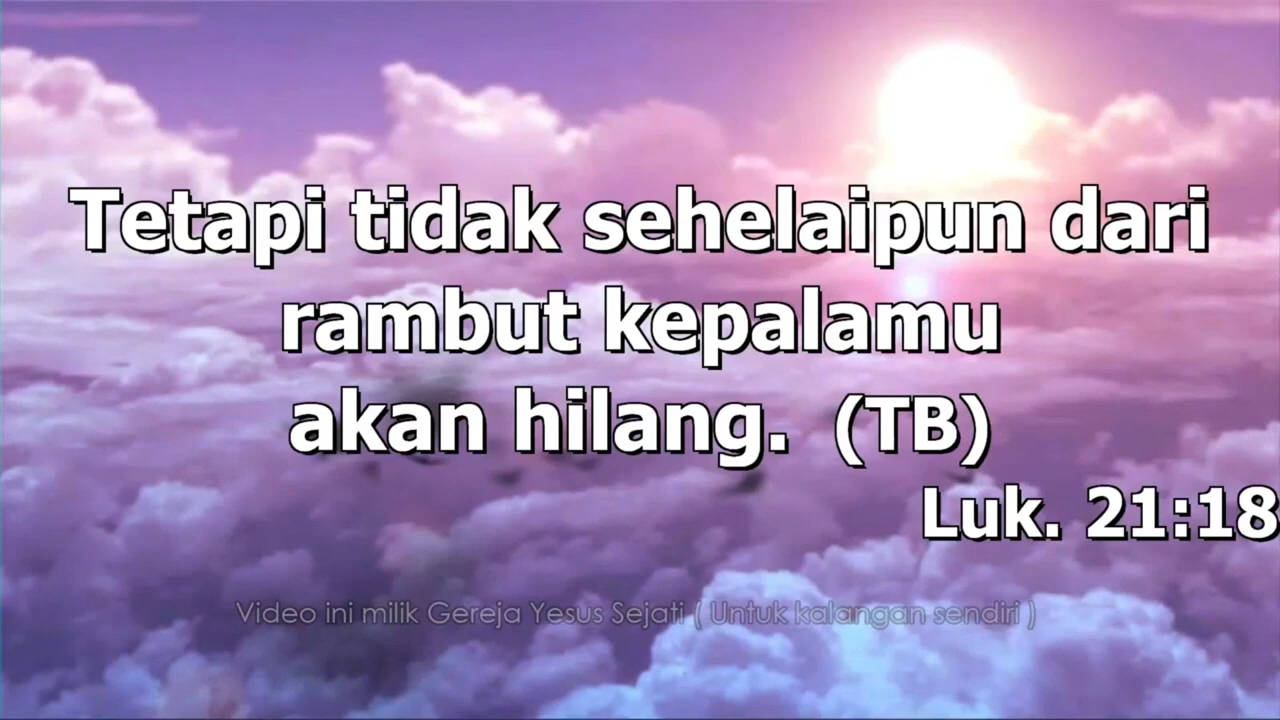 Tetapi tidak sehelaipun dari
rambut kepalamu
akan hilang.  (TB)
Luk. 21:18
Video ini milik Gereja Yesus Sejati ( Untuk kalangan sendiri )